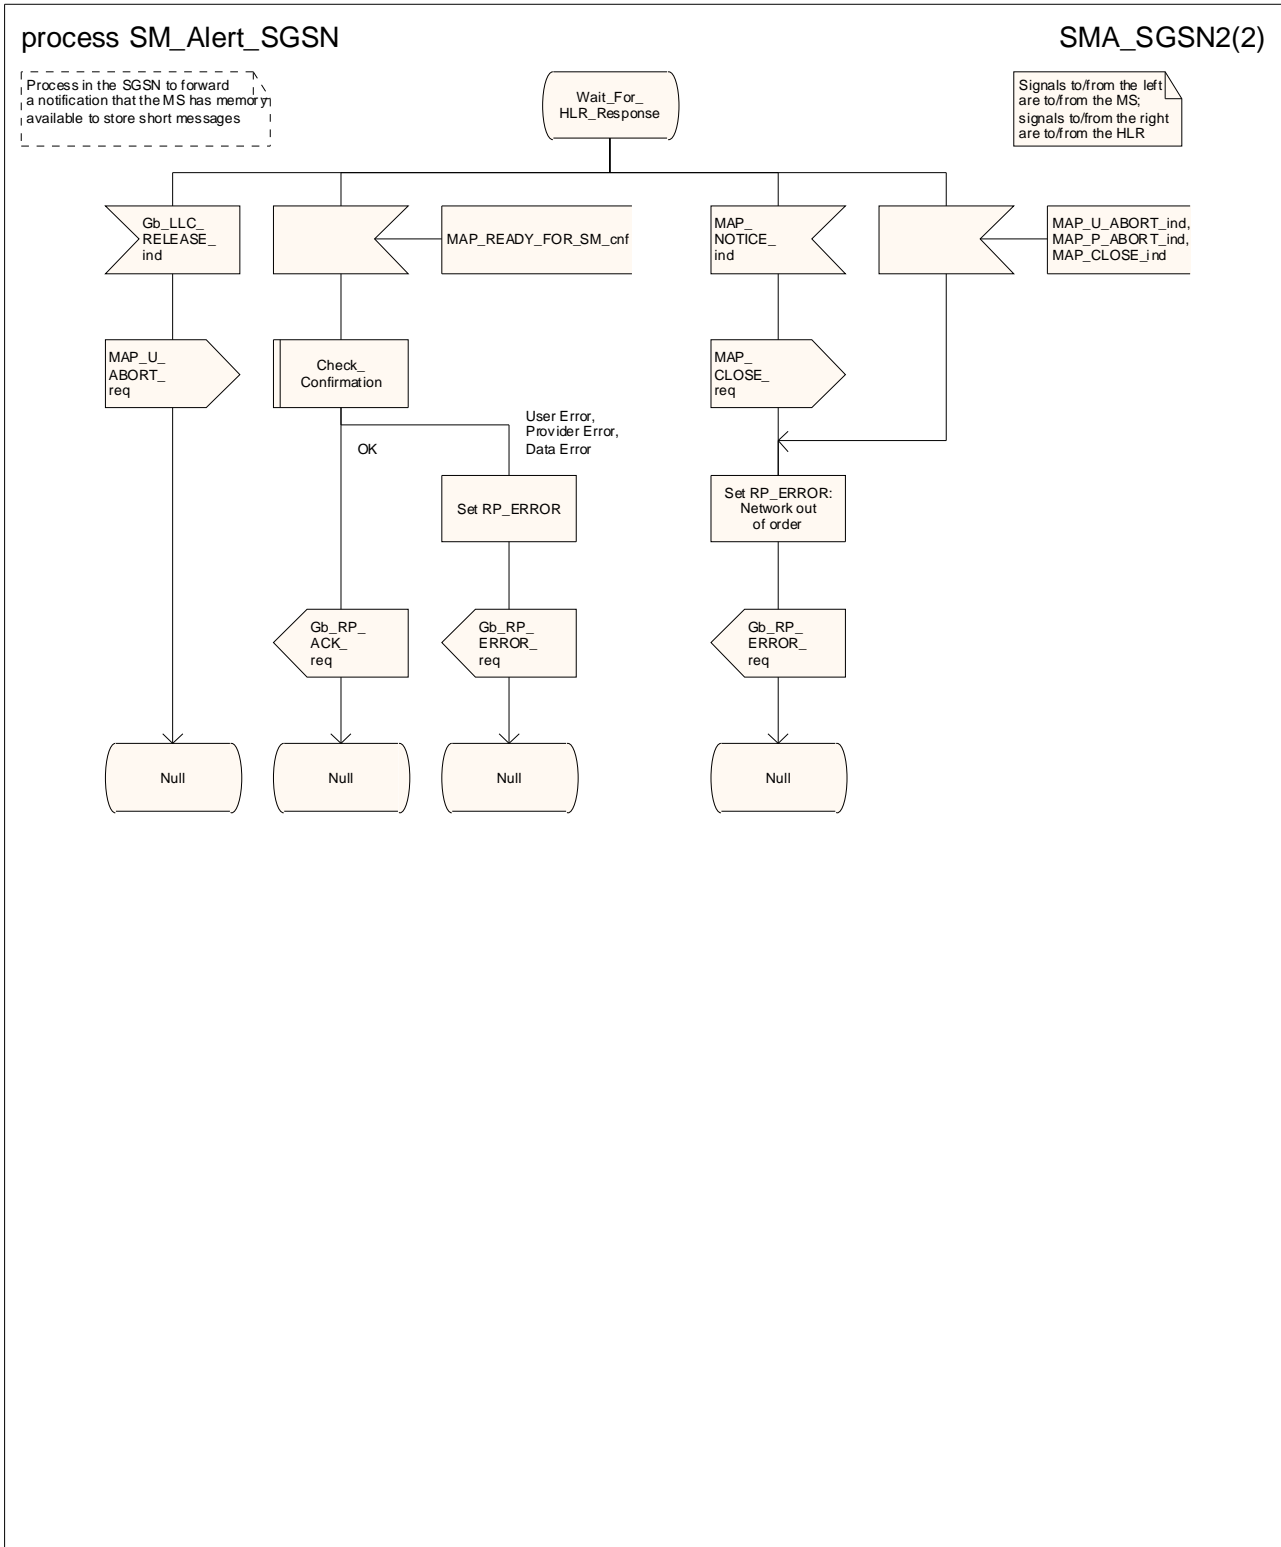 process SM_Alert_SGSN
SMA_SGSN2(2)
Process in the SGSN to forward
a notification that the MS has memory
available to store short messages
Wait_For_
HLR_Response
Signals to/from the left
are to/from the MS;
signals to/from the right
are to/from the HLR
Gb_LLC_
RELEASE_
ind
MAP_READY_FOR_SM_cnf
MAP_
NOTICE_
ind
MAP_U_ABORT_ind,
MAP_P_ABORT_ind,
MAP_CLOSE_ind
MAP_U_
ABORT_
req
Check_
Confirmation
MAP_
CLOSE_
req
OK
User Error,
Provider Error,
Data Error
Set RP_ERROR
Set RP_ERROR:
Network out
of order
Gb_RP_
ACK_
req
Gb_RP_
ERROR_
req
Gb_RP_
ERROR_
req
Null
Null
Null
Null